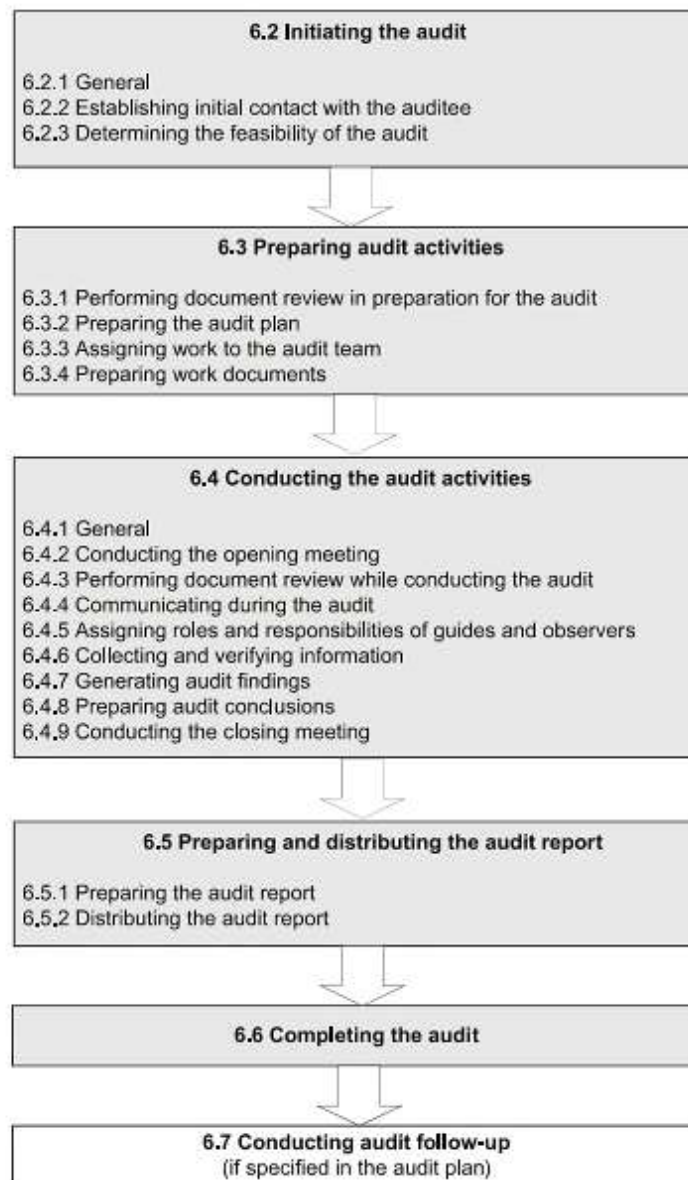 6.2 Initiating the audit
6.2.1 General
6.2.2 Establishing initial contact with the auditee
6.2.3 Determining the feasibility of the audit
6.3 Preparing audit activities
6.3.1 Performing document review in preparation for the audit
6.3.2 Preparing the audit plan
6.3.3 Assigning work to the audit team
6.3.4 Preparing work documents
6.4 Conducting the audit activities
6.4.1 General
6.4.2 Conducting the opening meeting
6.4.3 Performing document review while conducting the audit
6.4.4 Communicating during the audit
6.4.5 Assigning roles and responsibilities of guides and observers
6.4.6 Collecting and verifying information
6.4.7 Generating audit findings
6.4.8 Preparing audit conclusions
6.4.9 Conducting the closing meeting
6.5 Preparing and distributing the audit report
6.5.1 Preparing the audit report
6.5.2 Distributing the audit report
6.6 Completing the audit
6.7 Conducting audit follow-up
(if specified in the audit plan)